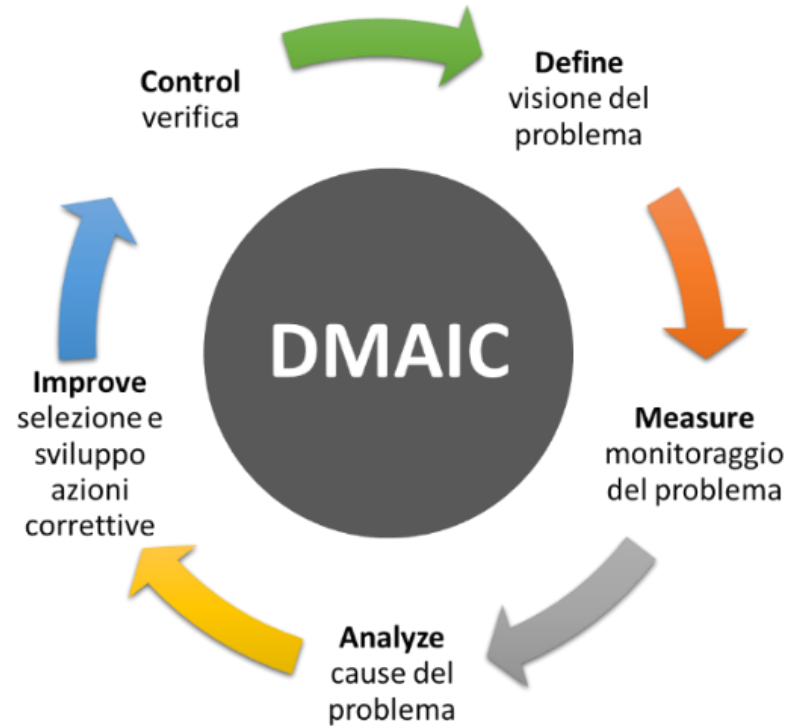 Control
verifica
Define
visione del
problema
DMAIC
Improve
selezione e
sviluppo
azioni
correttive
Measure
monitoraggio
del problema
Analyze
cause del
problema